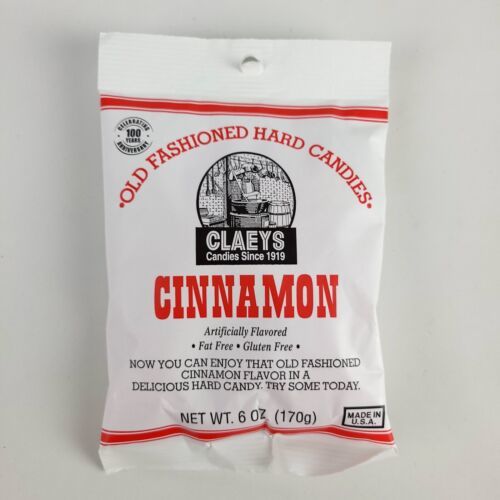 CELEBRATING
100
YEARS
ANNIVERSARY
•OLD FASHIONED HARD CANDIES•
CLAEYS
Candies Since 1919
CINNAMON
Artificially Flavored
• Fat Free • Gluten Free •
NOW YOU CAN ENJOY THAT OLD FASHIONED
CINNAMON FLAVOR IN A
DELICIOUS HARD CANDY. TRY SOME TODAY.
NET WT. 6 OZ (170g)
MADE IN
U.S.A.